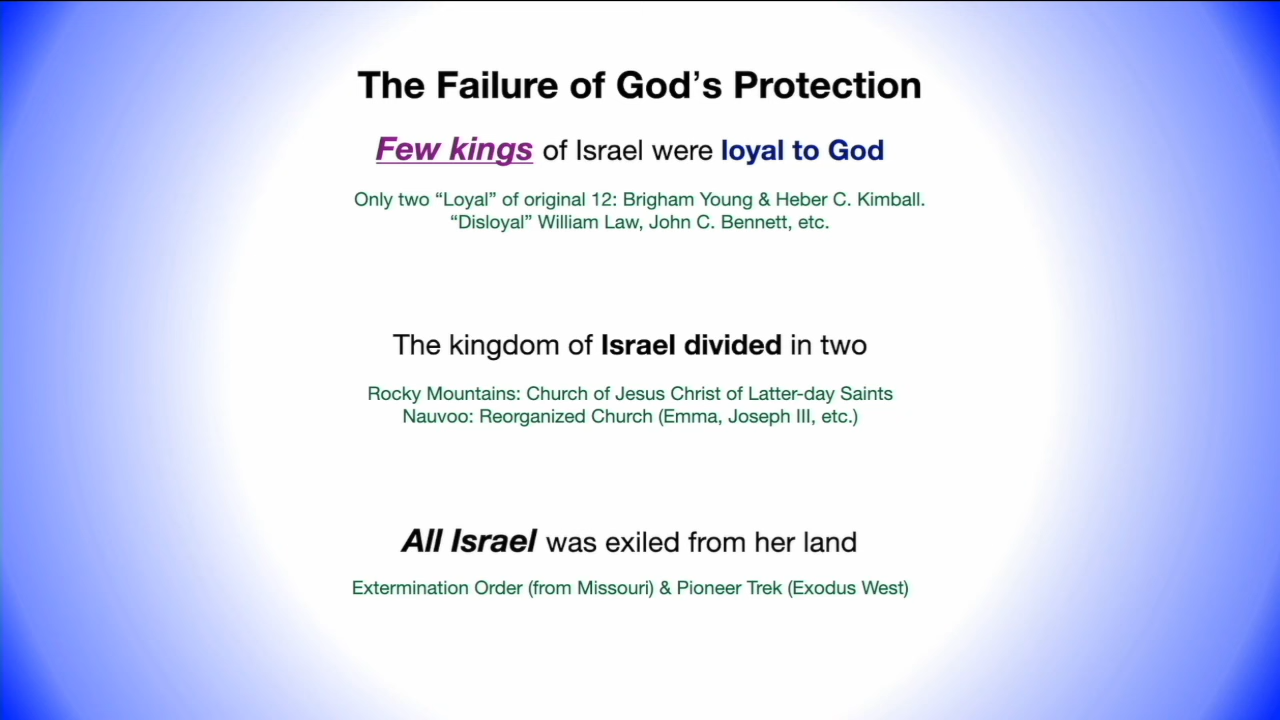 The Failure of God’s Protection
Few kings of Israel were loyal to God
Only two “Loyal” of original 12: Brigham Young & Heber C. Kimball.
“Disloyal” William Law, John C. Bennett, etc.
The kingdom of Israel divided in two
Rocky Mountains: Church of Jesus Christ of Latter-day Saints
Nauvoo: Reorganized Church (Emma, Joseph III, etc.)
All Israel was exiled from her land
Extermination Order (from Missouri) & Pioneer Trek (Exodus West)